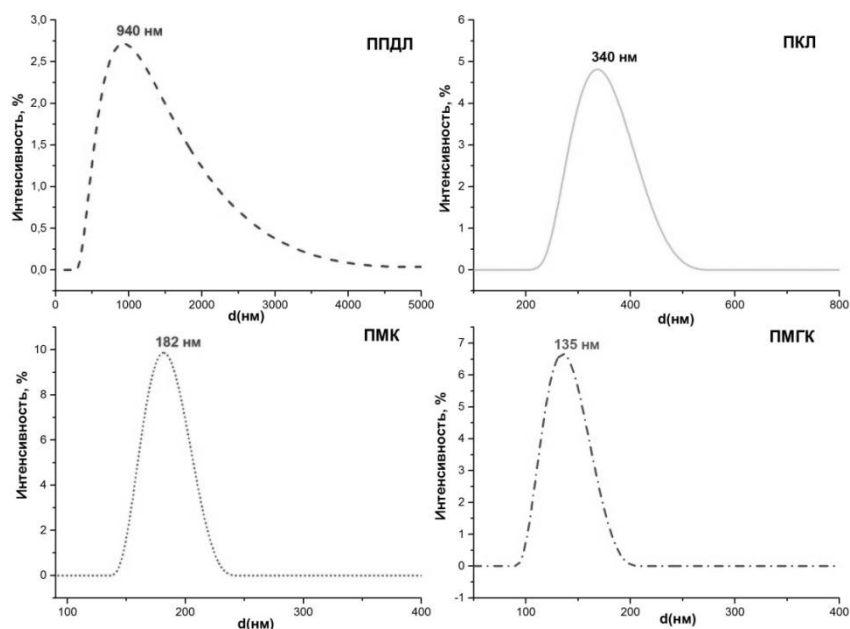 ППДЛ
940 нм
Интенсивность, %
3,0
2,5
2,0
1,5
1,0
0,5
0,0
0 1000 2000 3000 4000 5000
d(нм)
ПКЛ
340 нм
Интенсивность, %
6
5
4
3
2
1
0
200 400 600 800
d(нм)
ПМК
182 нм
Интенсивность, %
10
8
6
4
2
0
100 200 300 400
d(нм)
ПМГК
135 нм
Интенсивность, %
7
6
5
4
3
2
1
0
-1
100 200 300 400
d(нм)